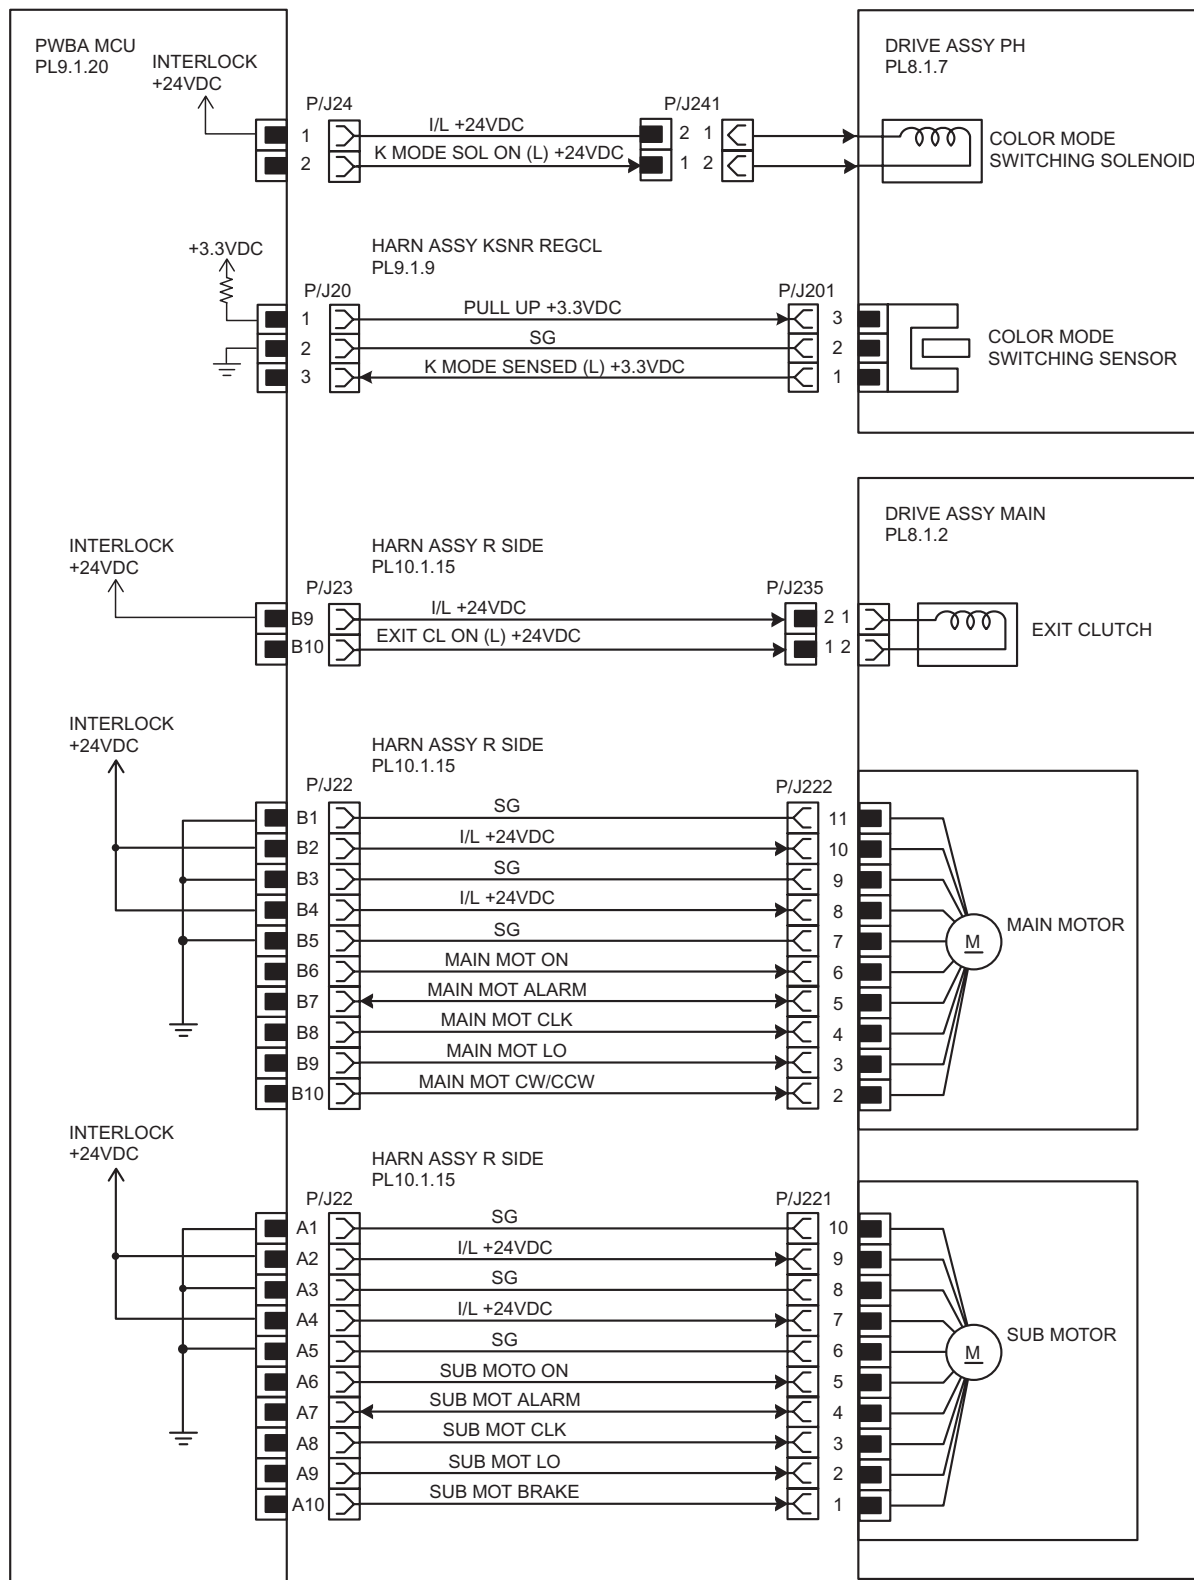 PWBA MCU
PL9.1.20
INTERLOCK
+24VDC
DRIVE ASSY PH
PL8.1.7
P/J24
P/J241
1
I/L +24VDC
2 1
2
K MODE SOL ON (L) +24VDC
1 2
COLOR MODE
SWITCHING SOLENOID
+3.3VDC
HARN ASSY KSNR REGCL
PL9.1.9
P/J20
P/J201
1
PULL UP +3.3VDC
3
2
SG
2
3
K MODE SENSED (L) +3.3VDC
1
COLOR MODE
SWITCHING SENSOR
DRIVE ASSY MAIN
PL8.1.2
INTERLOCK
+24VDC
HARN ASSY R SIDE
PL10.1.15
P/J23
P/J235
B9
I/L +24VDC
2 1
B10
EXIT CL ON (L) +24VDC
1 2
EXIT CLUTCH
INTERLOCK
+24VDC
HARN ASSY R SIDE
PL10.1.15
P/J22
P/J222
B1
SG
11
B2
I/L +24VDC
10
B3
SG
9
B4
I/L +24VDC
8
B5
SG
7
B6
MAIN MOT ON
6
B7
MAIN MOT ALARM
5
B8
MAIN MOT CLK
4
B9
MAIN MOT LO
3
B10
MAIN MOT CW/CCW
2
M
MAIN MOTOR
INTERLOCK
+24VDC
HARN ASSY R SIDE
PL10.1.15
P/J22
P/J221
A1
SG
10
A2
I/L +24VDC
9
A3
SG
8
A4
I/L +24VDC
7
A5
SG
6
A6
SUB MOTO ON
5
A7
SUB MOT ALARM
4
A8
SUB MOT CLK
3
A9
SUB MOT LO
2
A10
SUB MOT BRAKE
1
M
SUB MOTOR